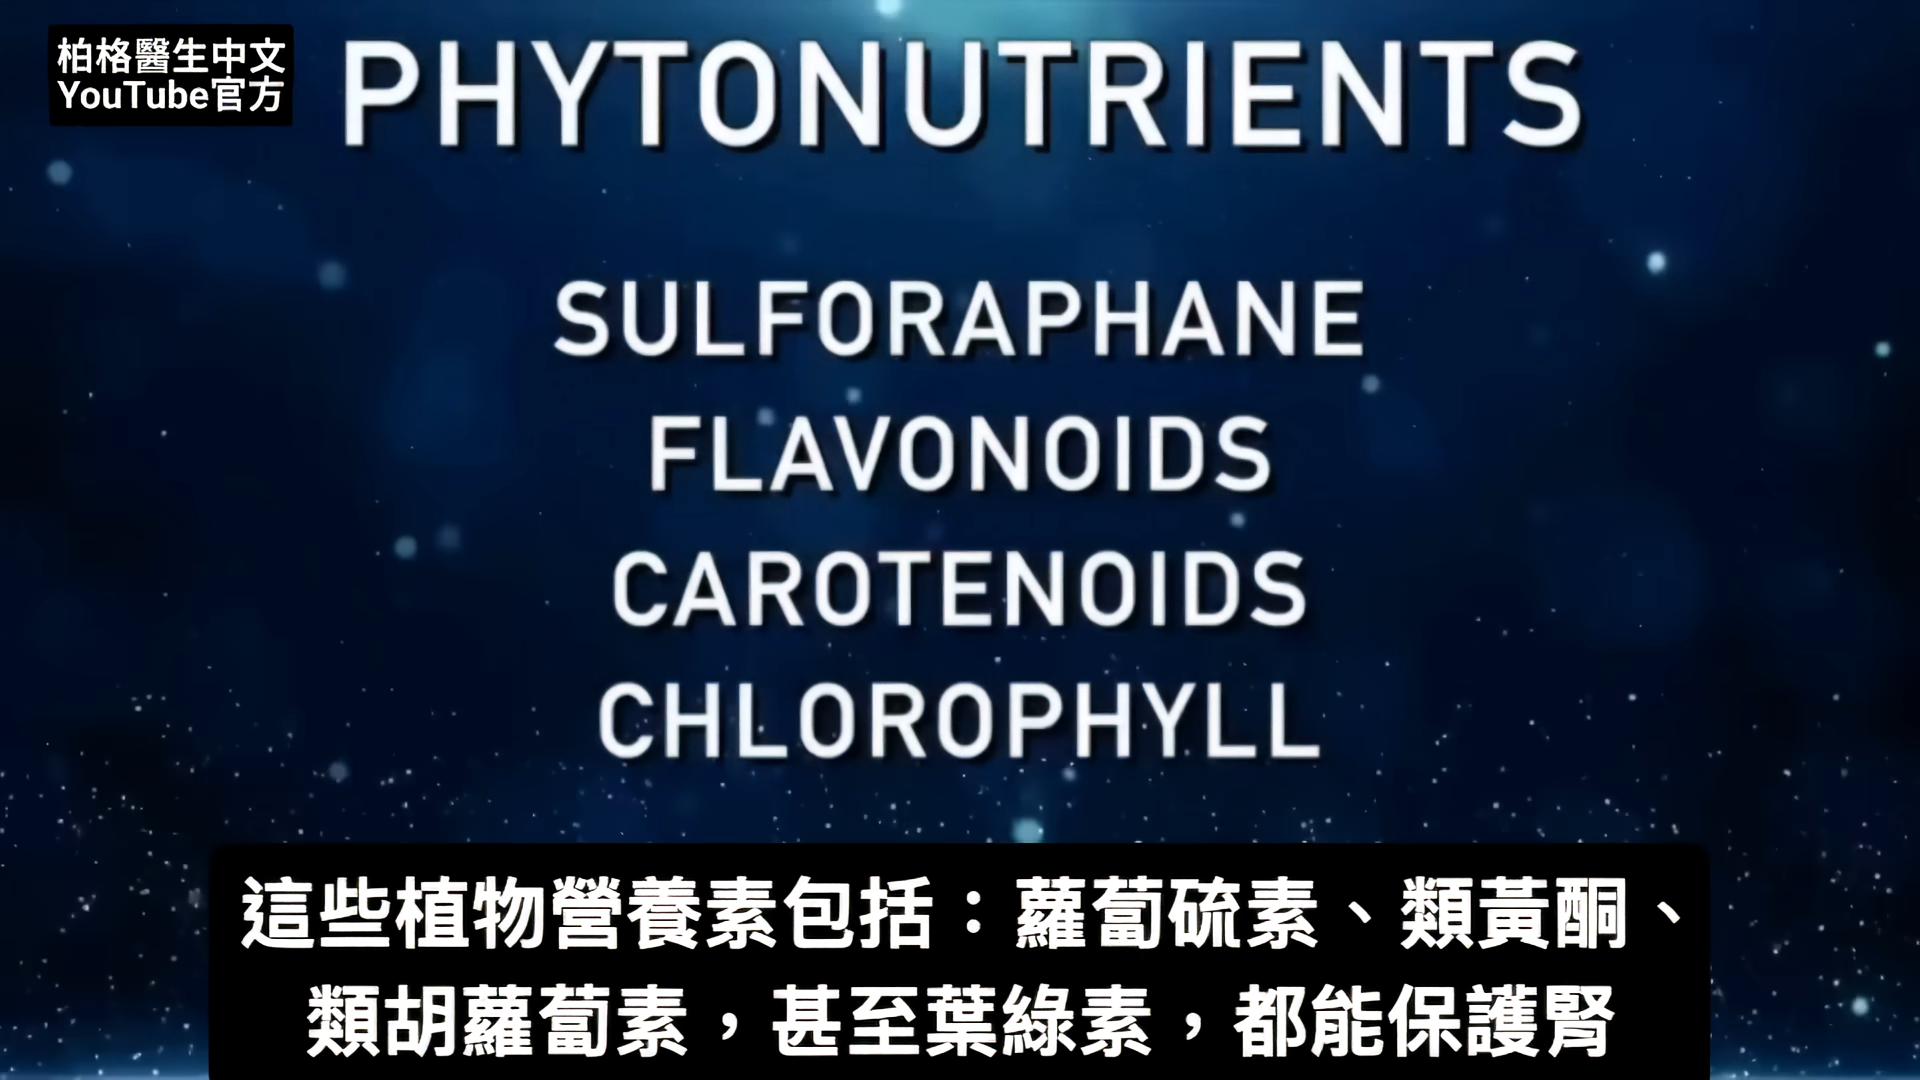 柏格醫生中文
YouTube官方
PHYTONUTRIENTS
SULFORAPHANE
FLAVONOIDS
CAROTENOIDS
CHLOROPHYLL
這些植物營養素包括：蘿蔔硫素、類黃酮、
類胡蘿蔔素，甚至葉綠素，都能保護腎